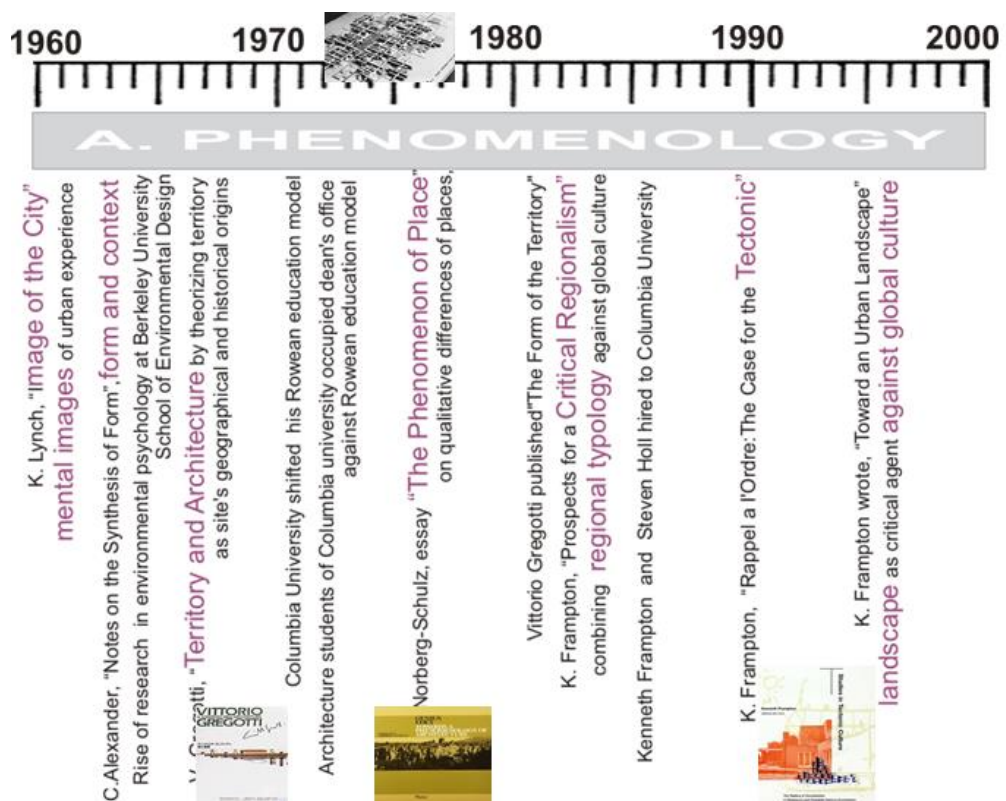 1960
1970
1980
1990
2000
A. PHENOMENOLOGY
K. Lynch, “Image of the City”
mental images of urban experience
C.Alexander, “Notes on the Synthesis of Form”,form and context
Rise of research in environmental psychology at Berkeley University
School of Environmental Design
“Territory and Architecture by theorizing territory
as site's geographical and historical origins
Columbia University shifted his Rowean education model
Architecture students of Columbia university occupied dean's office
against Rowean education model
Norberg-Schulz, essay “The Phenomenon of Place”
on qualitative differences of places,
Vittorio Gregotti published"The Form of the Territory"
K. Frampton, “Prospects for a Critical Regionalism”
combining regional typology against global culture
Kenneth Frampton and Steven Holl hired to Columbia University
K. Frampton, “Rappel a l'Ordre:The Case for the Tectonic”
K. Frampton wrote, “Toward an Urban Landscape”
landscape as critical agent against global culture
VITTORIO
GREGOTTI
Kenneth Frampton
Studies in Tectonic Culture